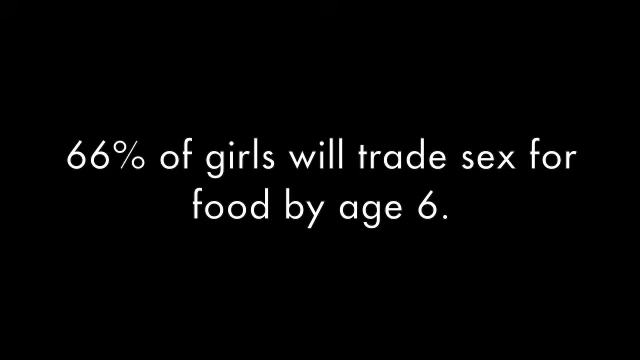 66% of girls will trade sex for
food by age 6.